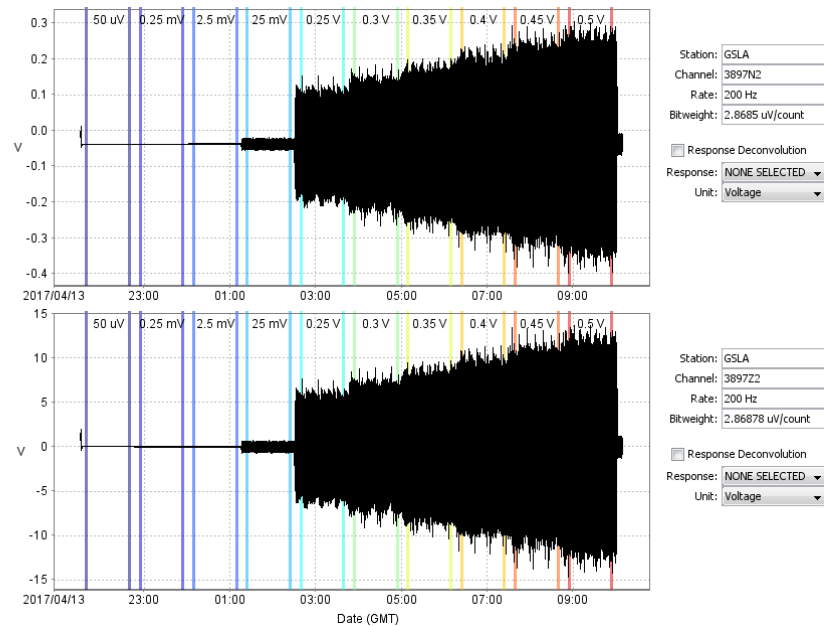 50 uV 0.25 mV 2.5 mV 25 mV 0.25 V 0.3 V 0.35 V 0.4 V 0.45 V 0.5 V
0.3
0.2
0.1
0.0
-0.1
-0.2
-0.3
-0.4
V
2017/04/13 23:00 01:00 03:00 05:00 07:00 09:00
Station: GSLA
Channel: 3897N2
Rate: 200 Hz
Bitweight: 2.8685 uV/count
Response Deconvolution
Response: NONE SELECTED
Unit: Voltage
50 uV 0.25 mV 2.5 mV 25 mV 0.25 V 0.3 V 0.35 V 0.4 V 0.45 V 0.5 V
15
10
5
0
-5
-10
-15
V
2017/04/13 23:00 01:00 03:00 05:00 07:00 09:00
Date (GMT)
Station: GSLA
Channel: 3897Z2
Rate: 200 Hz
Bitweight: 2.86878 uV/count
Response Deconvolution
Response: NONE SELECTED
Unit: Voltage